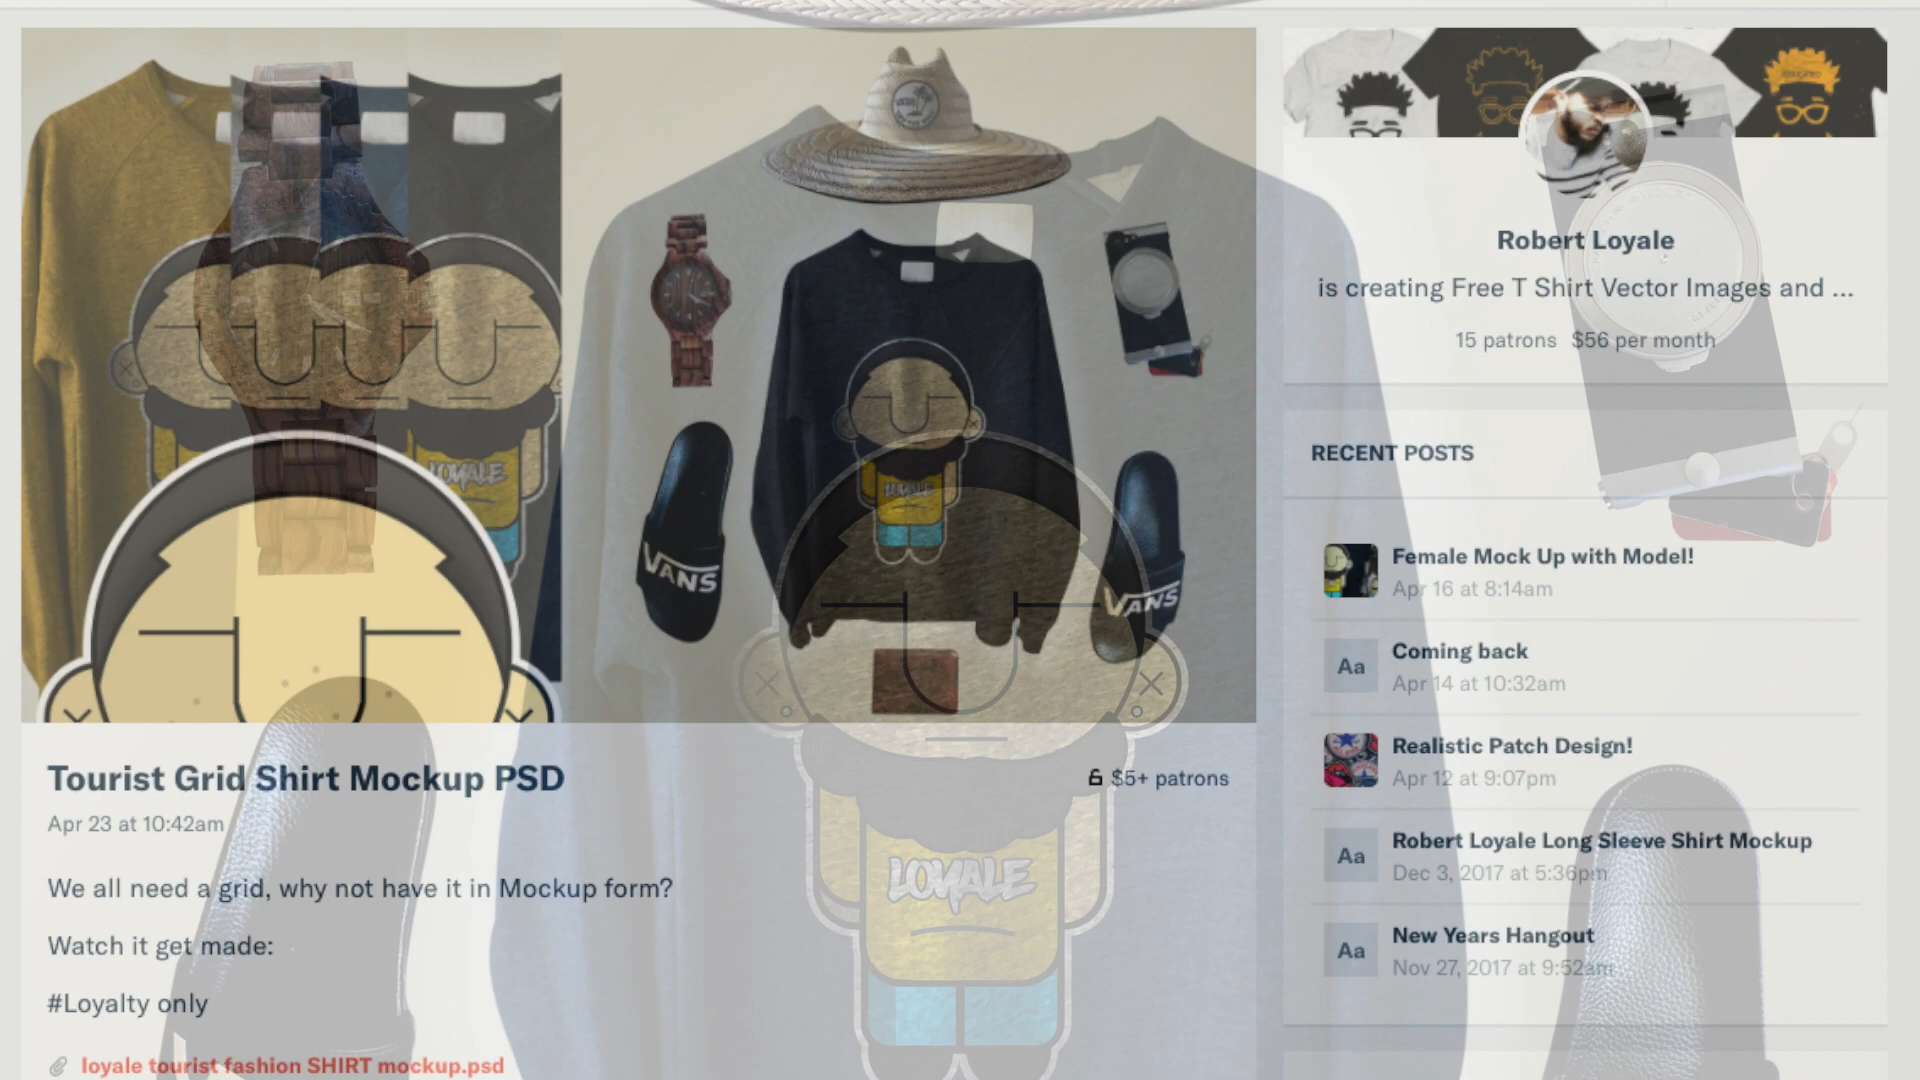 VANS
VANS
LOYALE
LOYALE
LOYALE
Tourist Grid Shirt Mockup PSD
$5+ patrons
Apr 23 at 10:42am
We all need a grid, why not have it in Mockup form?
Watch it get made:
#Loyalty only
loyale tourist fashion SHIRT mockup.psd
Robert Loyale
is creating Free T Shirt Vector Images and ...
15 patrons $56 per month
RECENT POSTS
Female Mock Up with Model!
Apr 16 at 8:14am
Aa
Coming back
Apr 14 at 10:32am
Realistic Patch Design!
Apr 12 at 9:07pm
Aa
Robert Loyale Long Sleeve Shirt Mockup
Dec 3, 2017 at 5:36pm
Aa
New Years Hangout
Nov 27, 2017 at 9:52am